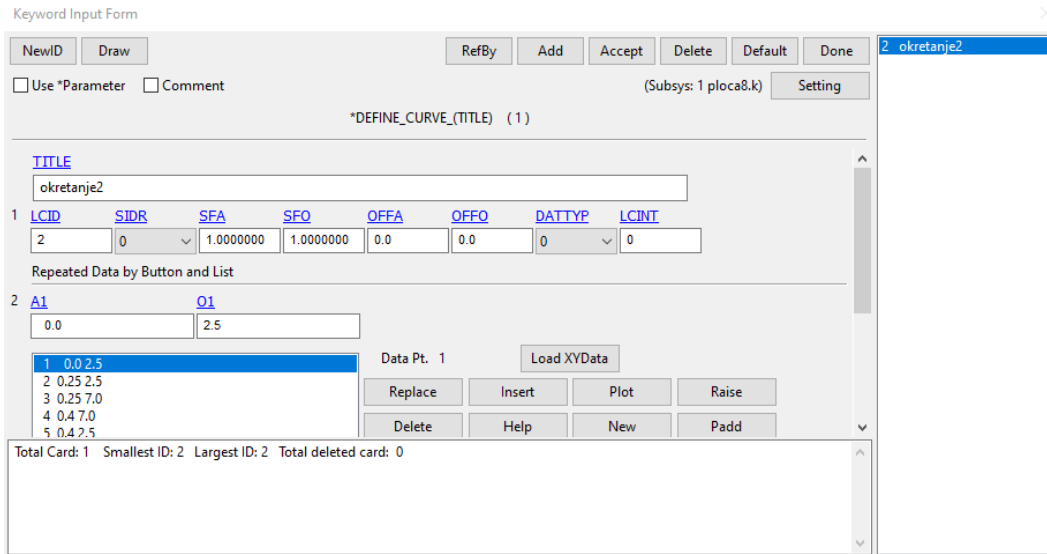 Keyword Input Form
NewID Draw RefBy Add Accept Delete Default Done
Use *Parameter Comment (Subsys: 1 ploca8.k) Setting
*DEFINE_CURVE_(TITLE) (1)
TITLE
okretanje2
1 LCID SIDR SFA SFO OFFA OFFO DATTYP LCINT
2 0 1.0000000 1.0000000 0.0 0.0 0 0
Repeated Data by Button and List
2 A1 O1
0.0 2.5
1 0.0 2.5
2 0.25 2.5
3 0.25 7.0
4 0.4 7.0
5 0.4 2.5
Data Pt. 1 Load XYData
Replace Insert Plot Raise
Delete Help New Padd
Total Card: 1 Smallest ID: 2 Largest ID: 2 Total deleted card: 0
2 okretanje2